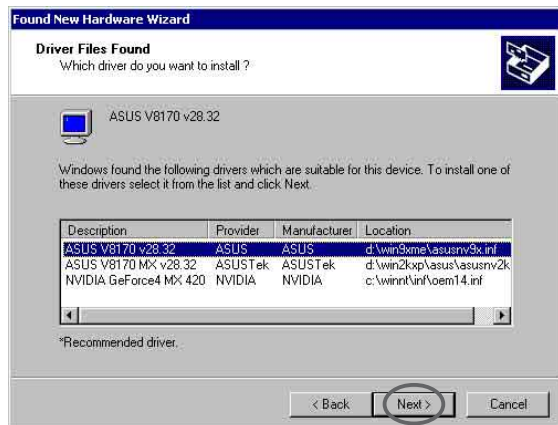 Found New Hardware Wizard
Driver Files Found
Which driver do you want to install ?
ASUS V8170 v28.32
Windows found the following drivers which are suitable for this device. To install one of
these drivers select it from the list and click Next.
Description Provider Manufacturer Location
ASUS V8170 v28.32 ASUS ASUS d:\win9xme\asusnv9x.inf
ASUS V8170 MX v28.32 ASUSTek ASUSTek d:\win2kxp\asus\asusnv2k
NVIDIA GeForce4 MX 420 NVIDIA NVIDIA c:\winnt\inf\oem14.inf
*Recommended driver.
< Back Next > Cancel